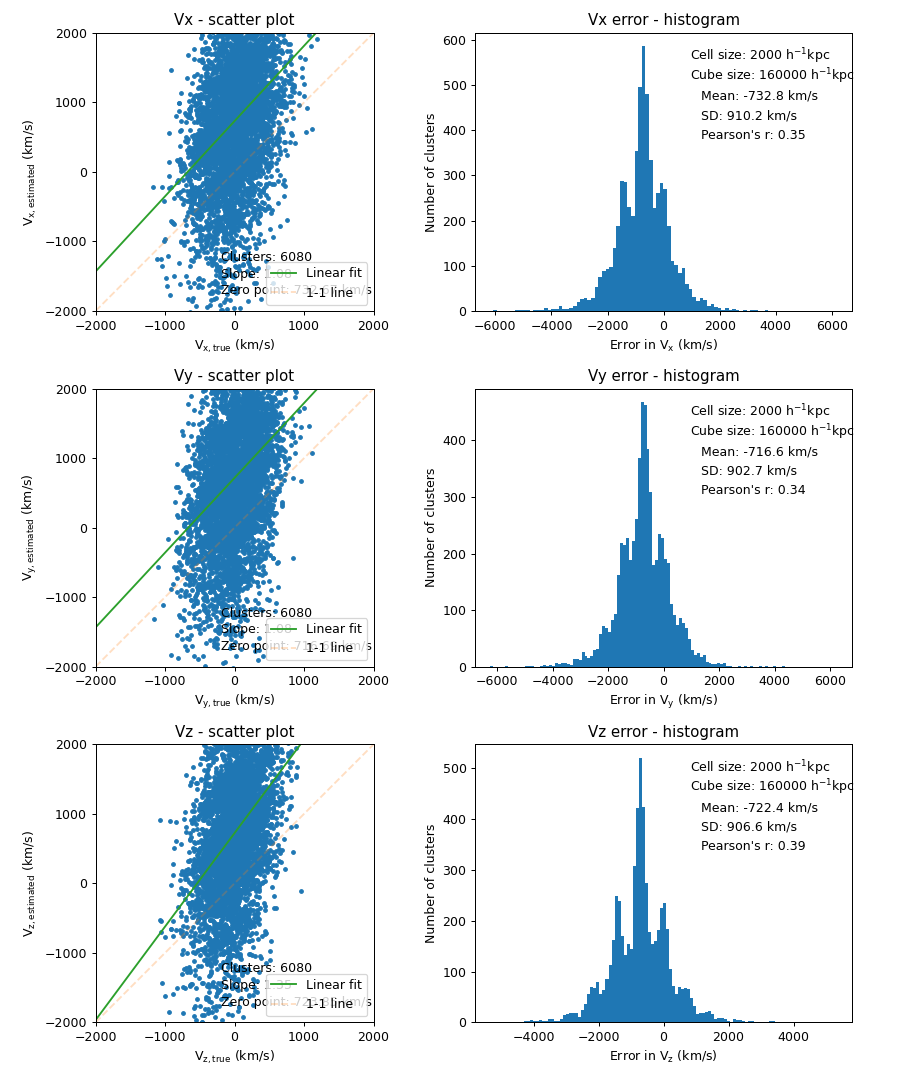 Vx - scatter plot
2000
1000
0
−1000
−2000
V_x, estimated (km/s)
Clusters: 6080
Slope:
Zero point:
Linear fit
1-1 line
−2000 −1000 0 1000 2000
V_x, true (km/s)
Vx error - histogram
600
500
400
300
200
100
0
Number of clusters
Cell size: 2000 h⁻¹kpc
Cube size: 160000 h⁻¹kpc
Mean: -732.8 km/s
SD: 910.2 km/s
Pearson's r: 0.35
−6000 −4000 −2000 0 2000 4000 6000
Error in V_x (km/s)
Vy - scatter plot
2000
1000
0
−1000
−2000
V_y, estimated (km/s)
Clusters: 6080
Slope:
Zero point:
Linear fit
1-1 line
−2000 −1000 0 1000 2000
V_y, true (km/s)
Vy error - histogram
400
300
200
100
0
Number of clusters
Cell size: 2000 h⁻¹kpc
Cube size: 160000 h⁻¹kpc
Mean: -716.6 km/s
SD: 902.7 km/s
Pearson's r: 0.34
−6000 −4000 −2000 0 2000 4000 6000
Error in V_y (km/s)
Vz - scatter plot
2000
1000
0
−1000
−2000
V_z, estimated (km/s)
Clusters: 6080
Slope:
Zero point:
Linear fit
1-1 line
−2000 −1000 0 1000 2000
V_z, true (km/s)
Vz error - histogram
500
400
300
200
100
0
Number of clusters
Cell size: 2000 h⁻¹kpc
Cube size: 160000 h⁻¹kpc
Mean: -722.4 km/s
SD: 906.6 km/s
Pearson's r: 0.39
−4000 −2000 0 2000 4000
Error in V_z (km/s)